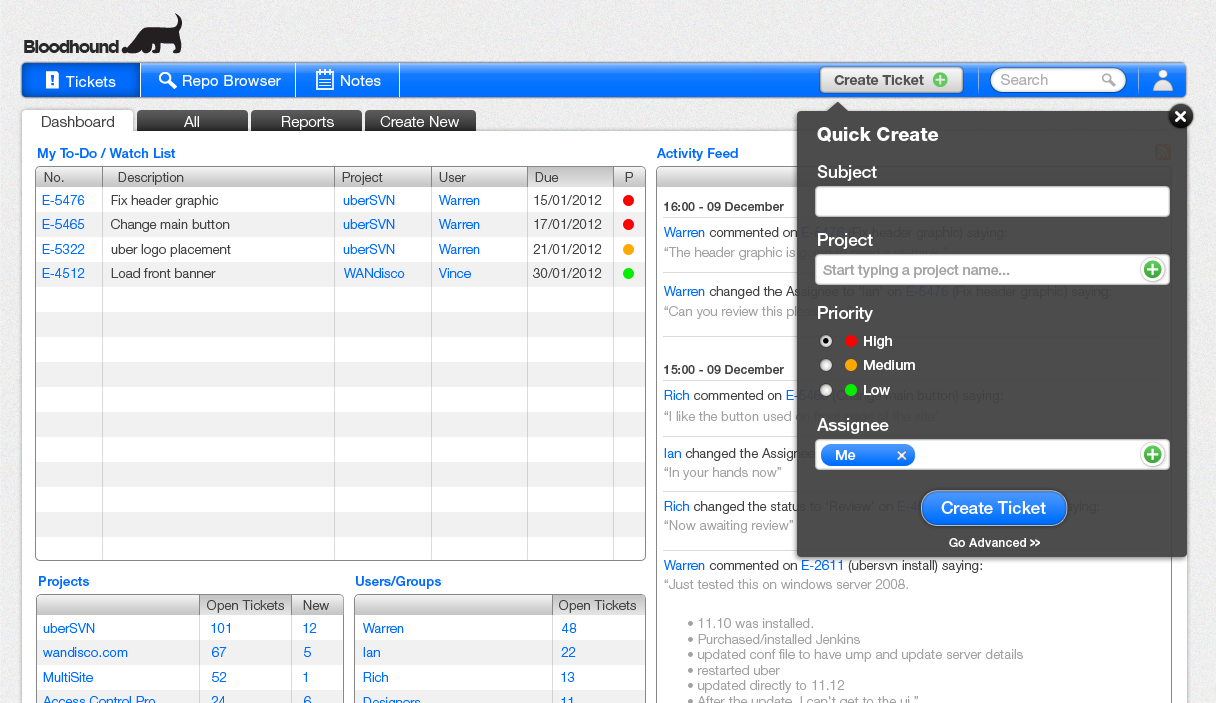 Bloodhound
Tickets Repo Browser Notes Create Ticket Search
Dashboard All Reports Create New
My To-Do / Watch List
No. Description Project User Due P
E-5476 Fix header graphic uberSVN Warren 15/01/2012
E-5465 Change main button uberSVN Warren 17/01/2012
E-5322 uber logo placement uberSVN Warren 21/01/2012
E-4512 Load front banner WANdisco Vince 30/01/2012
Projects
Open Tickets New
uberSVN 101 12
wandisco.com 67 5
MultiSite 52 1
Access Control Pro 24 6
Users/Groups
Open Tickets
Warren 48
Ian 22
Rich 13
Designers 11
Activity Feed
16:00 - 09 December
Warren commented on E-5476 (Fix header graphic) saying:
“The header graphic is
Warren changed the Assignee to 'Ian' on E-5476 (Fix header graphic) saying:
“Can you review this
15:00 - 09 December
Rich commented on E-5465 (Change main button) saying:
“I like the button used on
Ian changed the Assignee
“In your hands now”
Rich changed the status to 'Review' on saying:
“Now awaiting review”
Warren commented on E-2611 (ubersvn install) saying:
“Just tested this on windows server 2008.
• 11.10 was installed.
• Purchased/installed Jenkins
• updated conf file to have ump and update server details
• restarted uber
• updated directly to 11.12
• After the update, I can't get to the ui.”
Quick Create
Subject
Project
Start typing a project name...
Priority
High
Medium
Low
Assignee
Me
Create Ticket
Go Advanced >>